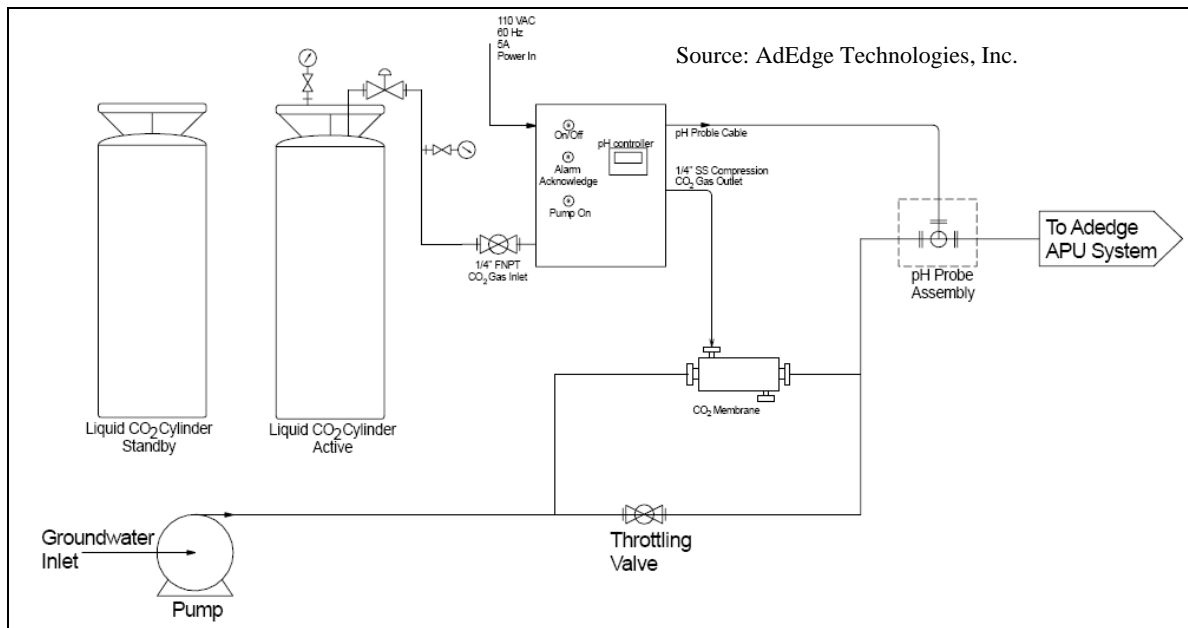 110 VAC
60 Hz
5A
Power In
Source: AdEdge Technologies, Inc.
On/Off
pH controller
Alarm
Acknowledge
Pump On
pH Proble Cable
1/4" SS Compression
CO₂ Gas Outlet
1/4" FNPT
CO₂ Gas Inlet
To Adedge
APU System
pH Probe
Assembly
CO₂ Membrane
Liquid CO₂ Cylinder
Standby
Liquid CO₂ Cylinder
Active
Groundwater
Inlet
Pump
Throttling
Valve